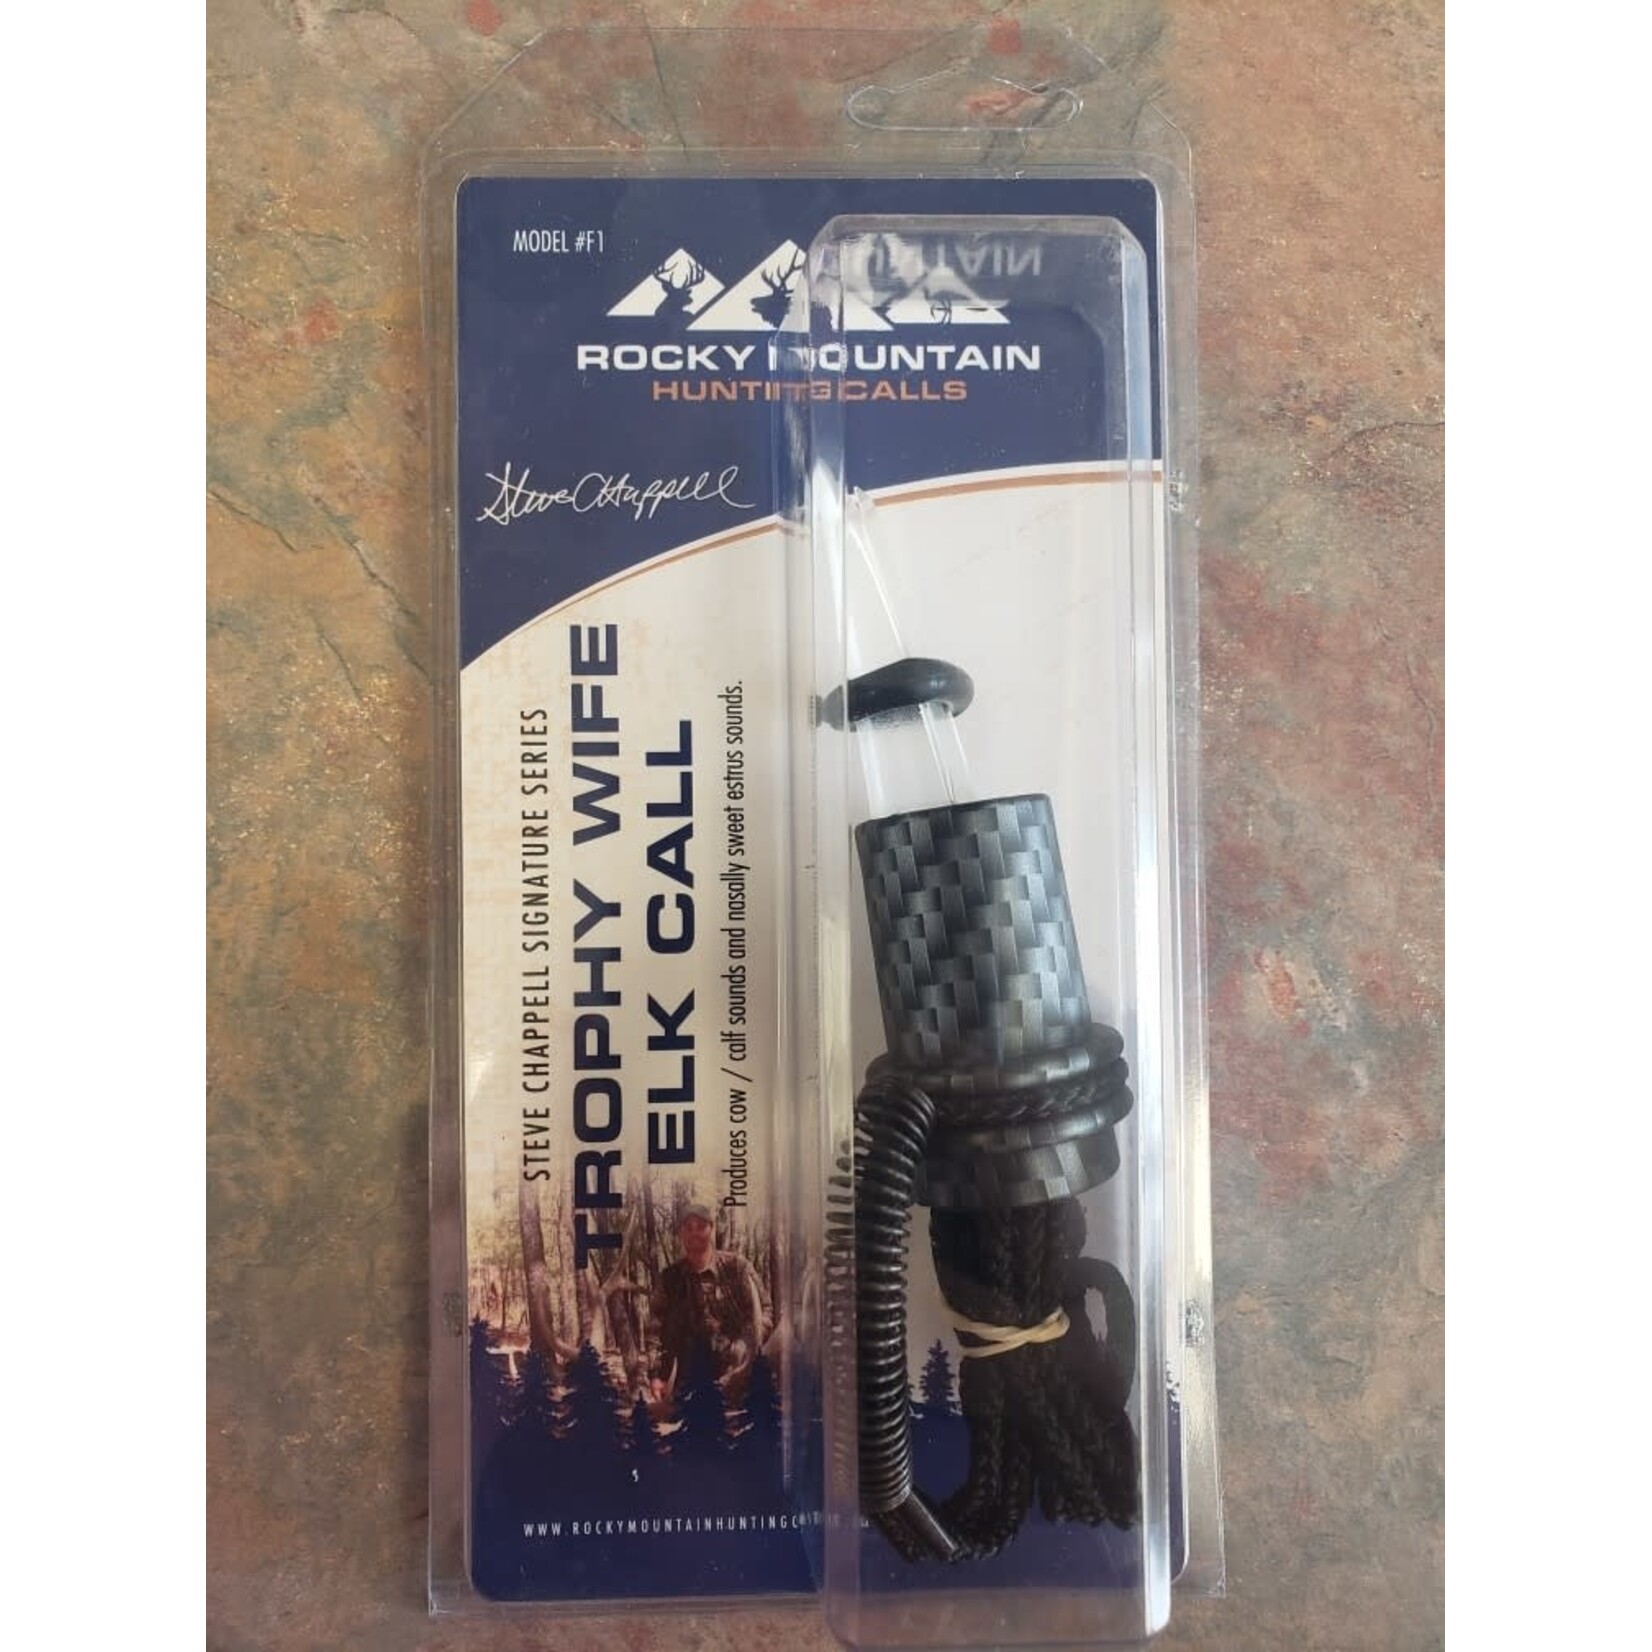 MODEL #F1
ROCKY MOUNTAIN
HUNTING CALLS
Steve Chappell
STEVE CHAPPELL SIGNATURE SERIES
TROPHY WIFE
ELK CALL
Produces cow / calf sounds and nasally sweet estrus sounds.